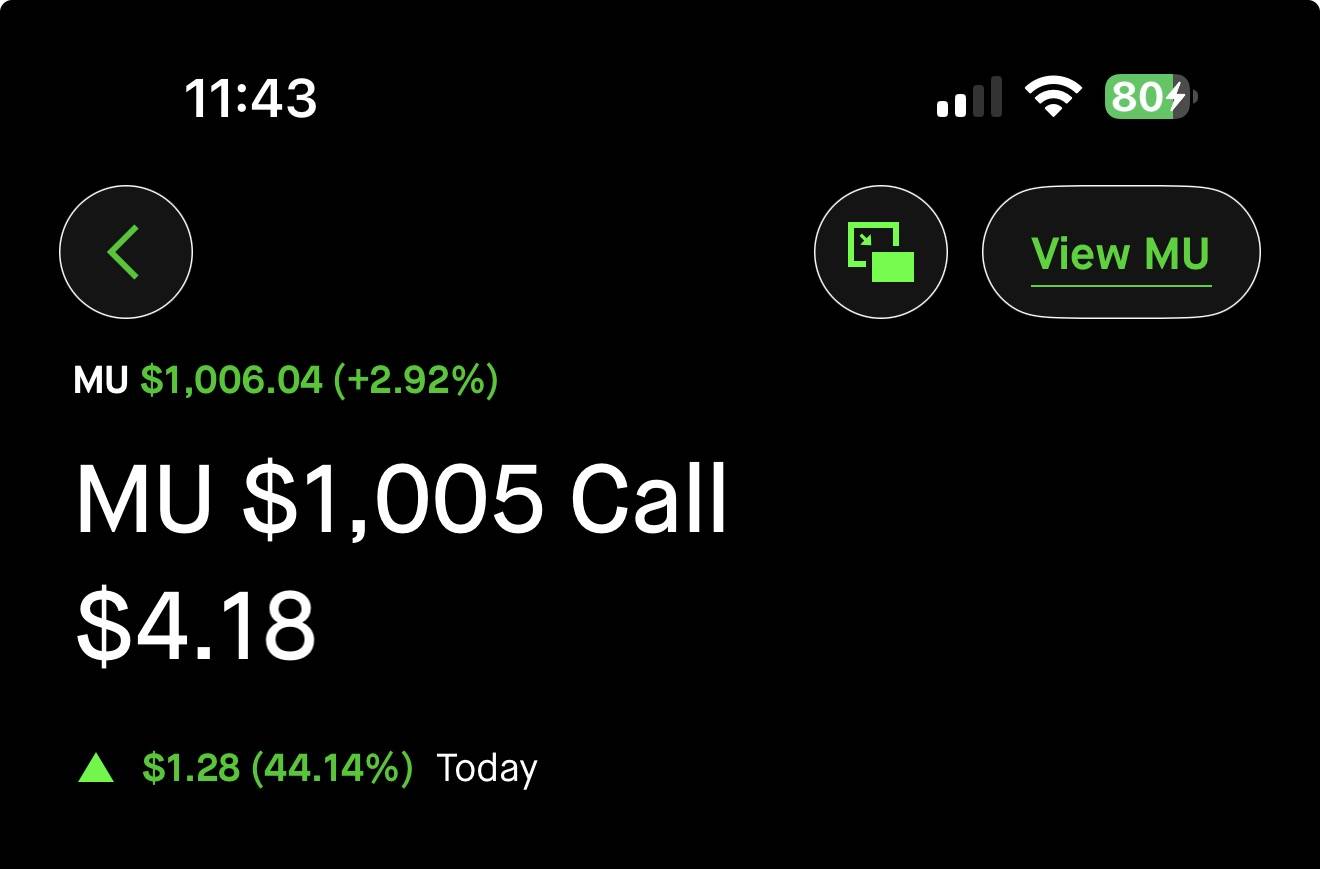 11:43
80
View MU
MU $1,006.04 (+2.92%)
MU $1,005 Call
$4.18
$1.28 (44.14%) Today